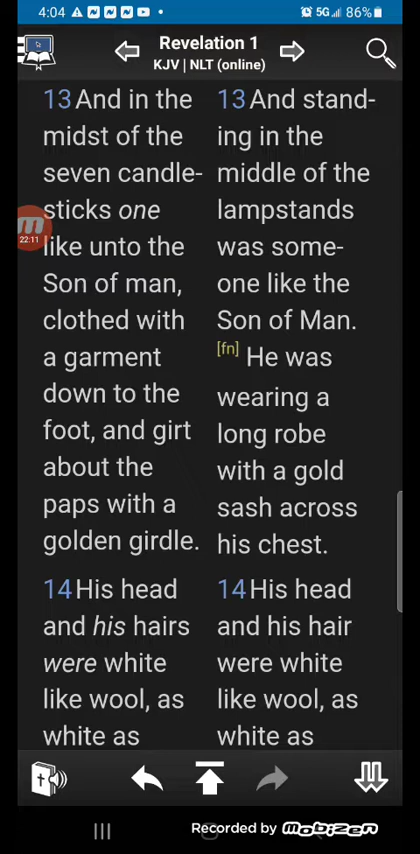 4:04
5G
86%
Revelation 1
KJV | NLT (online)
13 And in the
midst of the
seven candle-
sticks one
like unto the
Son of man,
clothed with
a garment
down to the
foot, and girt
about the
paps with a
golden girdle.
14 His head
and his hairs
were white
like wool, as
white as
13 And stand-
ing in the
middle of the
lampstands
was some-
one like the
Son of Man.
[fn] He was
wearing a
long robe
with a gold
sash across
his chest.
14 His head
and his hair
were white
like wool, as
white as
22:11
Recorded by mobizen